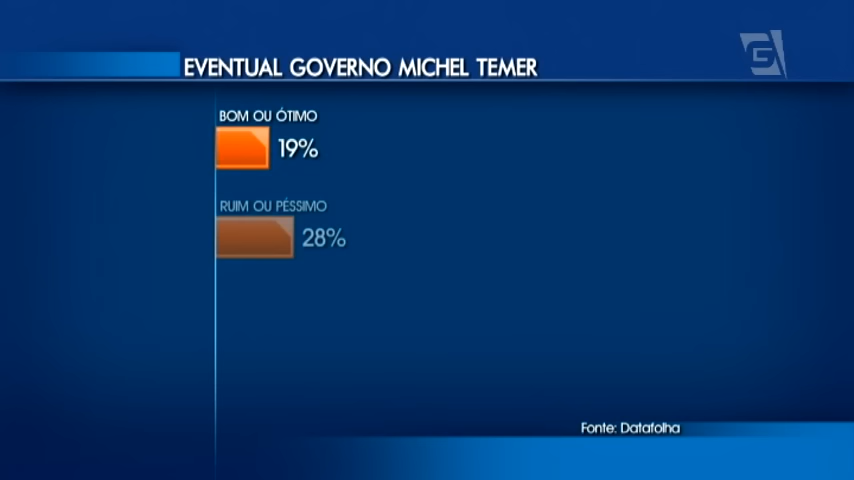 EVENTUAL GOVERNO MICHEL TEMER
BOM OU ÓTIMO
19%
RUIM OU PÉSSIMO
28%
Fonte: Datafolha